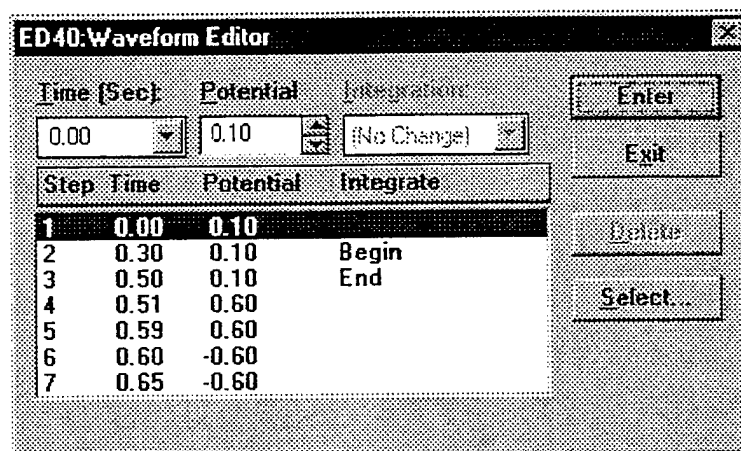 ED40:Waveform Editor
Time (Sec): Potential Integration: Enter
0.00 0.10 (No Change)
Exit
Step Time Potential Integrate
1 0.00 0.10
2 0.30 0.10 Begin
3 0.50 0.10 End
4 0.51 0.60
5 0.59 0.60
6 0.60 -0.60
7 0.65 -0.60
Delete
Select...